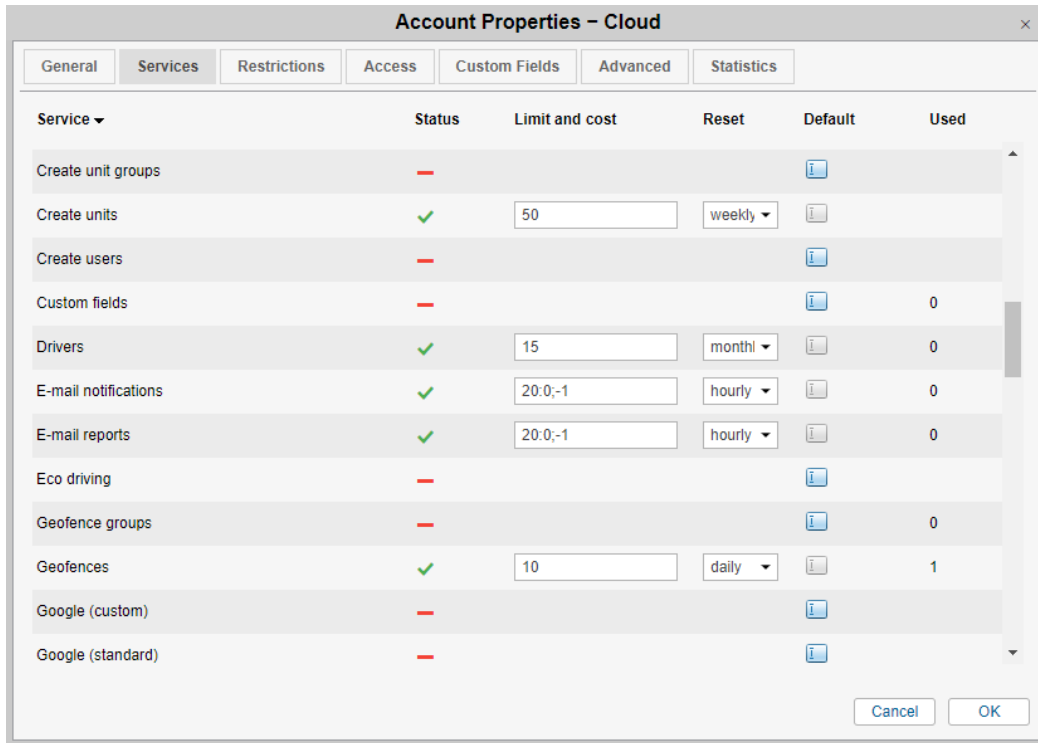 Account Properties – Cloud ×
General Services Restrictions Access Custom Fields Advanced Statistics
Service Status Limit and cost Reset Default Used
Create unit groups
Create units 50 weekly
Create users
Custom fields 0
Drivers 15 monthl 0
E-mail notifications 20:0;-1 hourly 0
E-mail reports 20:0;-1 hourly 0
Eco driving
Geofence groups 0
Geofences 10 daily 1
Google (custom)
Google (standard)
Cancel OK